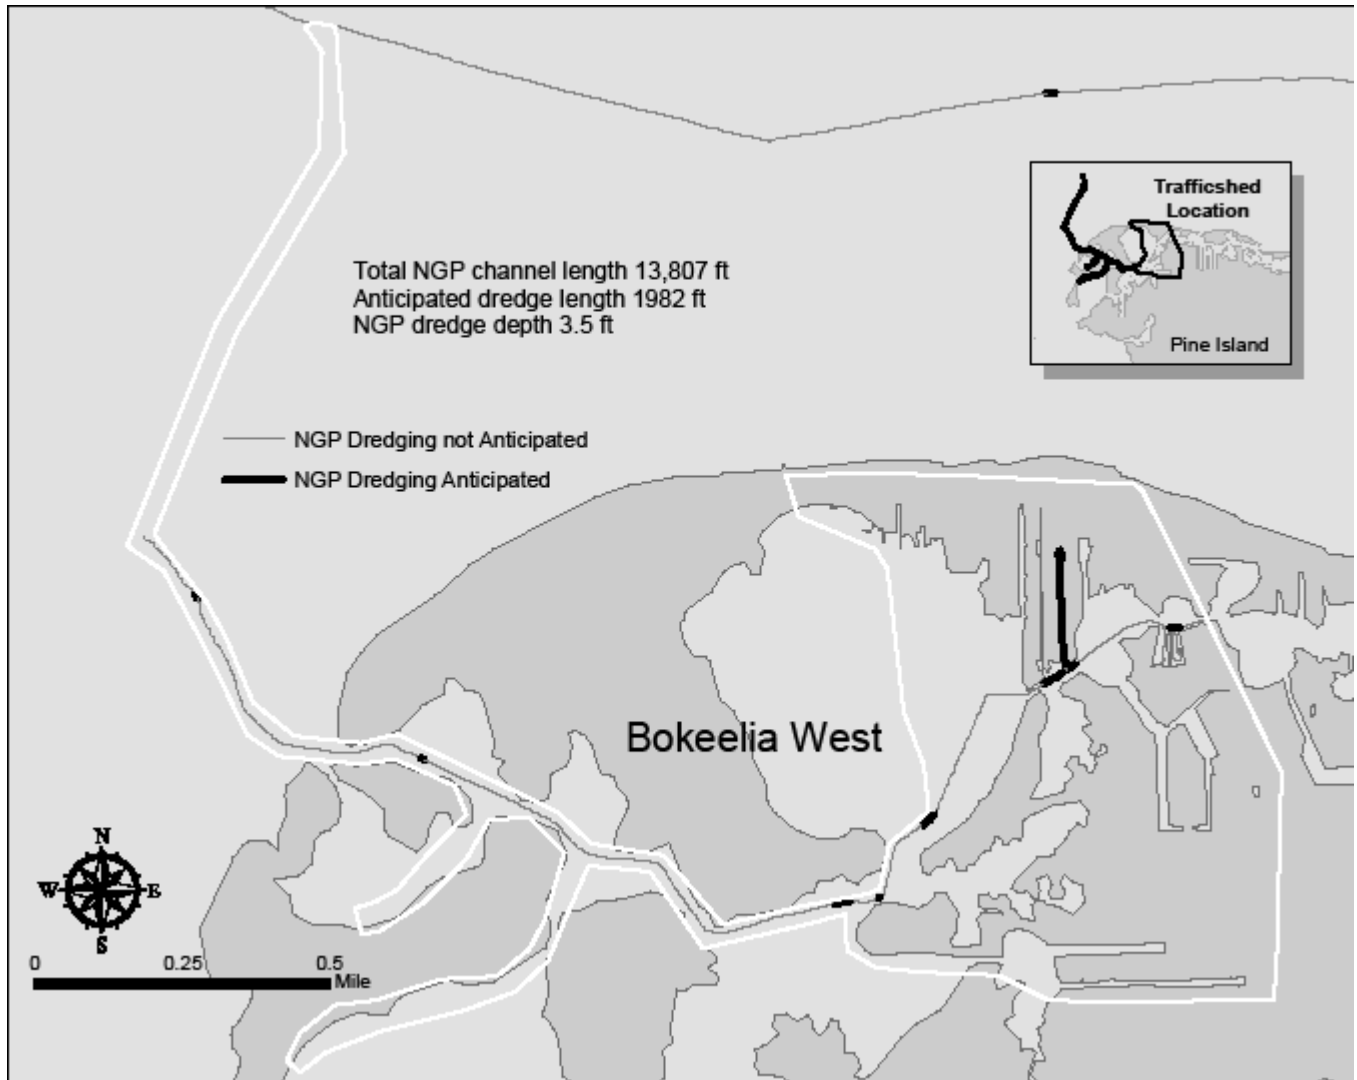 Trafficshed
Location
Pine Island
Total NGP channel length 13,807 ft
Anticipated dredge length 1982 ft
NGP dredge depth 3.5 ft
NGP Dredging not Anticipated
NGP Dredging Anticipated
Bokeelia West
N
W E
S
0 0.25 0.5
Mile